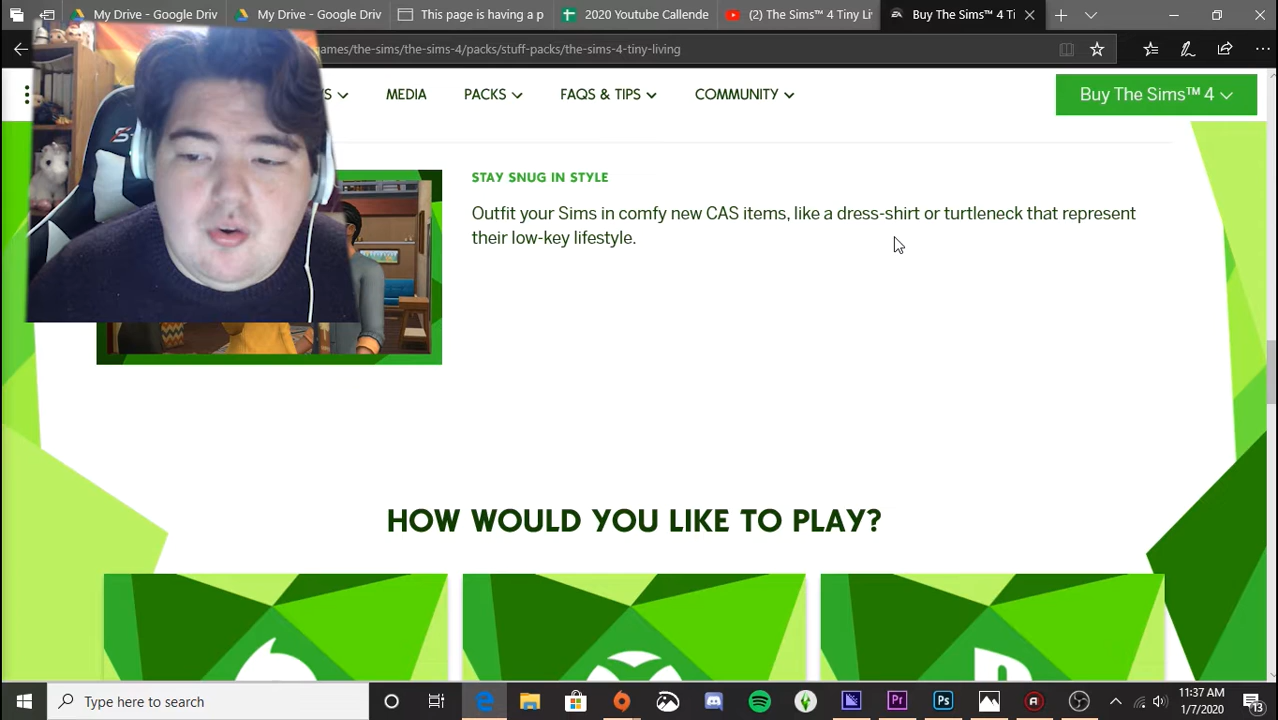 My Drive - Google Driv
My Drive - Google Driv
This page is having a p
2020 Youtube Callende
(2) The Sims™ 4 Tiny Li
Buy The Sims™ 4 Ti
games/the-sims/the-sims-4/packs/stuff-packs/the-sims-4-tiny-living
S
MEDIA
PACKS
FAQS & TIPS
COMMUNITY
Buy The Sims™ 4
STAY SNUG IN STYLE
Outfit your Sims in comfy new CAS items, like a dress-shirt or turtleneck that represent
their low-key lifestyle.
HOW WOULD YOU LIKE TO PLAY?
Type here to search
Pr
Ps
11:37 AM
1/7/2020
13